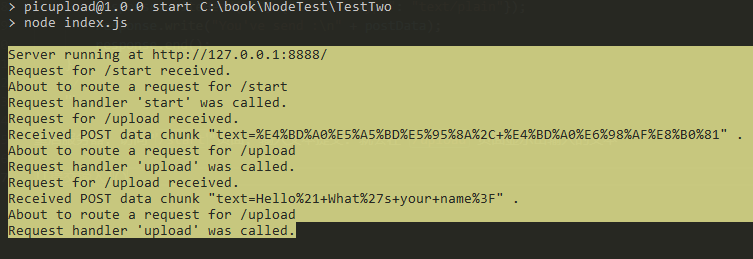 > picupload@1.0.0 start C:\book\NodeTest\TestTwo
> node index.js
Server running at http://127.0.0.1:8888/
Request for /start received.
About to route a request for /start
Request handler 'start' was called.
Request for /upload received.
Received POST data chunk "text=%E4%BD%A0%E5%A5%BD%E5%95%8A%2C+%E4%BD%A0%E6%98%AF%E8%B0%81" .
About to route a request for /upload
Request handler 'upload' was called.
Request for /upload received.
Received POST data chunk "text=Hello%21+What%27s+your+name%3F" .
About to route a request for /upload
Request handler 'upload' was called.